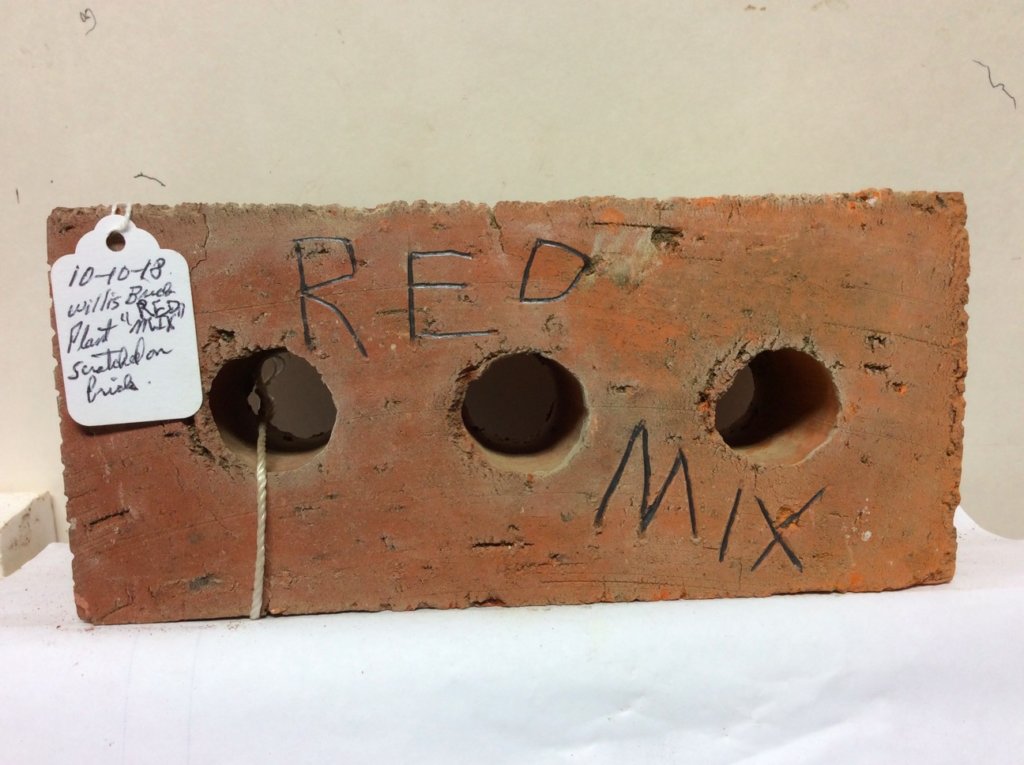 10-10-18.
Willis Brick
Plant "RED
MIX"
scratched on
brick.
RED
MIX